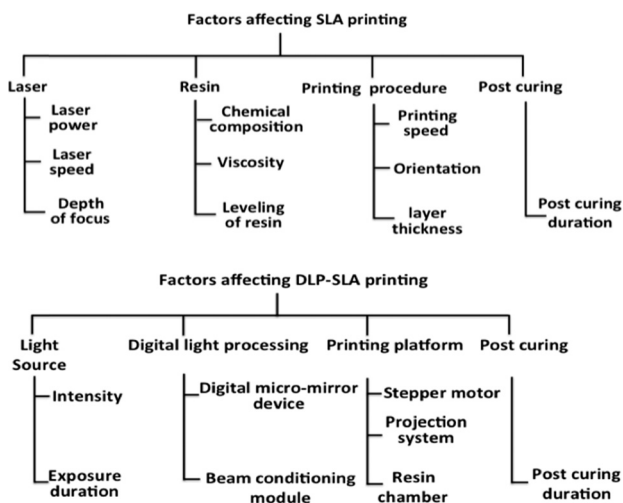 Factors affecting SLA printing
Laser
Laser
power
Laser
speed
Depth
of focus
Resin
Chemical
composition
Viscosity
Leveling
of resin
Printing procedure
Printing
speed
Orientation
layer
thickness
Post curing
Post curing
duration
Factors affecting DLP-SLA printing
Light
Source
Intensity
Exposure
duration
Digital light processing
Digital micro-mirror
device
Beam conditioning
module
Printing platform
Stepper motor
Projection
system
Resin
chamber
Post curing
Post curing
duration